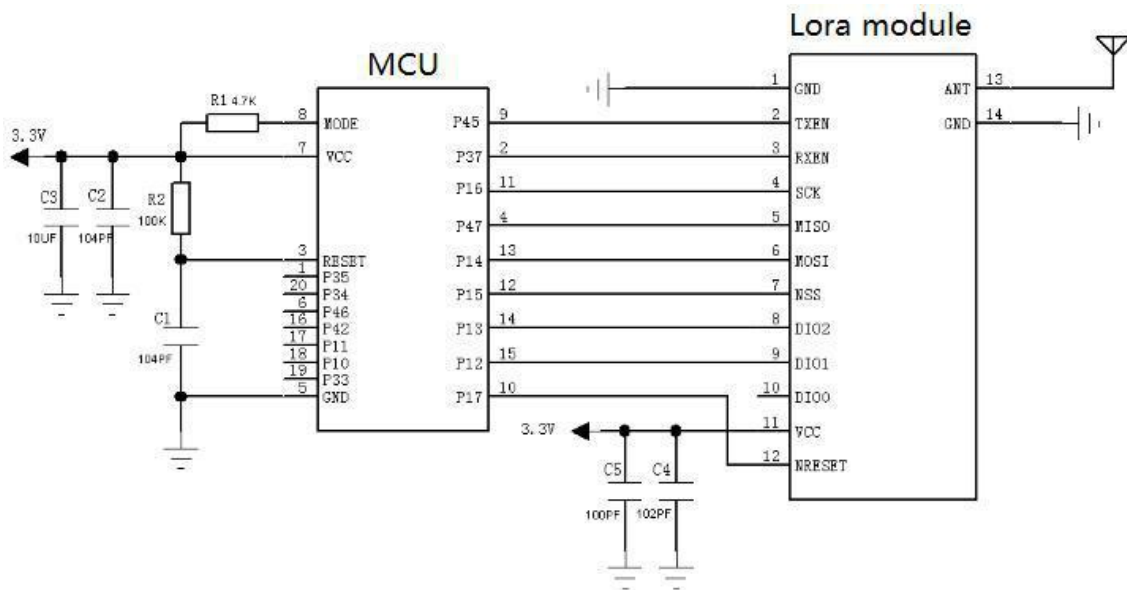 Lora module
MCU
R1 4.7K
3.3V
C3
10UF
C2
104PF
R2
100K
C1
104PF
8 MODE
7 VCC
3 RESET
1 P35
20 P34
6 P46
16 P42
17 P11
18 P10
19 P33
5 GND
P45 9
P37 2
P16 11
P47 4
P14 13
P15 12
P13 14
P12 15
P17 10
1 GND
2 TXEN
3 RXEN
4 SCK
5 MISO
6 MOSI
7 NSS
8 DIO2
9 DIO1
10 DIO0
11 VCC
12 NRESET
ANT 13
GND 14
3.3V
C5
100PF
C4
102PF